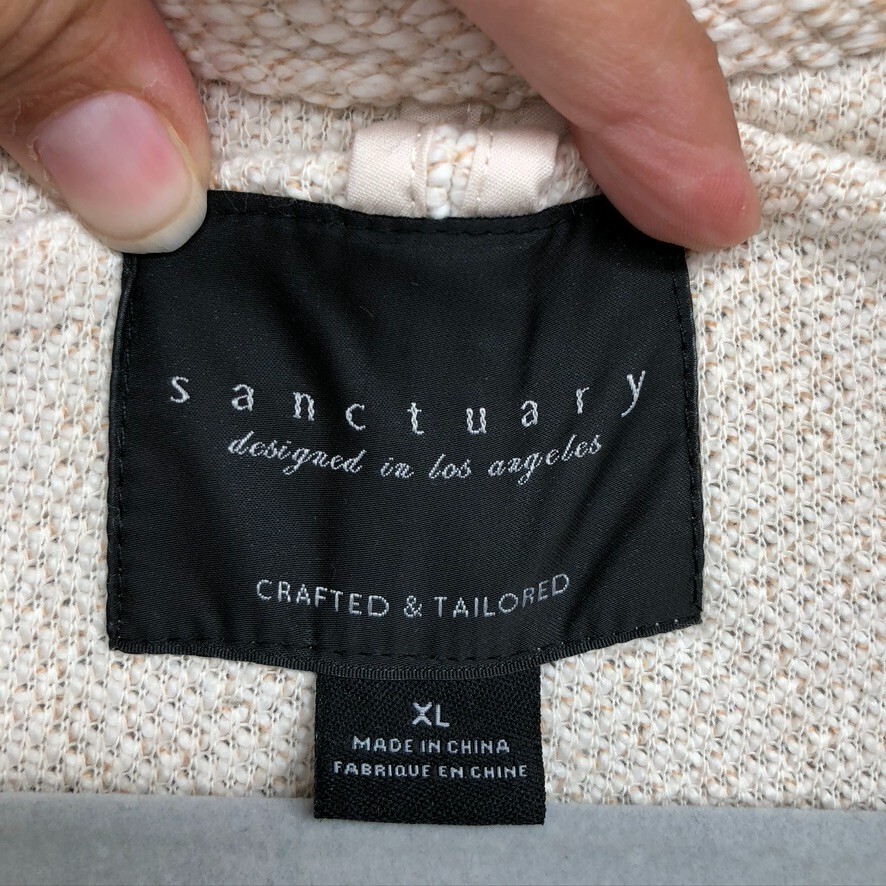 sanctuary
designed in los angeles
CRAFTED & TAILORED
XL
MADE IN CHINA
FABRIQUE EN CHINE